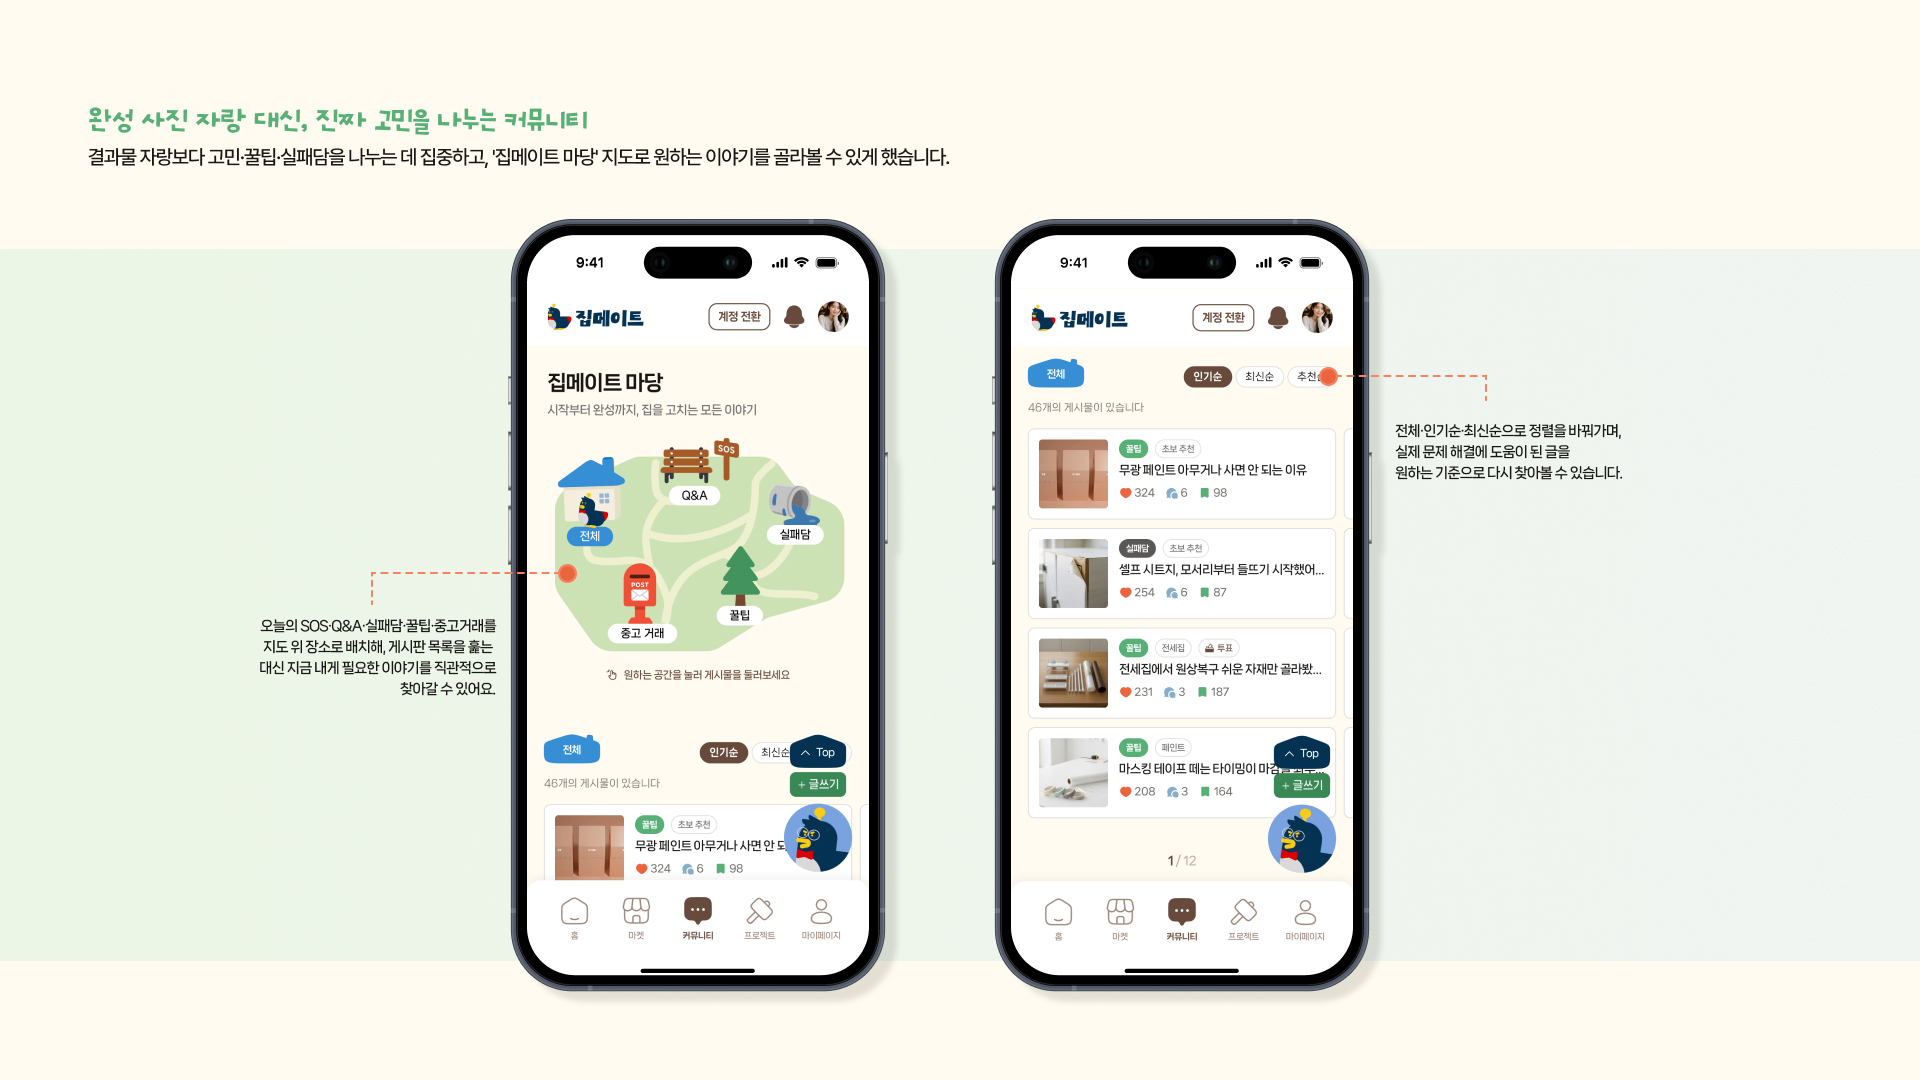 완성 사진 자랑 대신, 진짜 고민을 나누는 커뮤니티
결과물 자랑보다 고민·꿀팁·실패담을 나누는 데 집중하고, '집메이트 마당' 지도로 원하는 이야기를 골라볼 수 있게 했습니다.
9:41
집메이트
계정 전환
집메이트 마당
시작부터 완성까지, 집을 고치는 모든 이야기
SOS
Q&A
전체
실패담
POST
꿀팁
중고 거래
원하는 공간을 눌러 게시물을 둘러보세요
전체
인기순
최신순
Top
46개의 게시물이 있습니다
+ 글쓰기
꿀팁
초보 추천
무광 페인트 아무거나 사면 안 되
324
6
98
홈
마켓
커뮤니티
프로젝트
마이페이지
오늘의 SOS·Q&A·실패담·꿀팁·중고거래를
지도 위 장소로 배치해, 게시판 목록을 훑는
대신 지금 내게 필요한 이야기를 직관적으로
찾아갈 수 있어요.
9:41
집메이트
계정 전환
전체
인기순
최신순
추천
46개의 게시물이 있습니다
꿀팁
초보 추천
무광 페인트 아무거나 사면 안 되는 이유
324
6
98
실패담
초보 추천
셀프 시트지, 모서리부터 들뜨기 시작했어...
254
6
87
꿀팁
전세집
투표
전세집에서 원상복구 쉬운 자재만 골라봤...
231
3
187
꿀팁
페인트
마스킹 테이프 떼는 타이밍이 마감을
208
3
164
Top
+ 글쓰기
1 / 12
홈
마켓
커뮤니티
프로젝트
마이페이지
전체·인기순·최신순으로 정렬을 바꿔가며,
실제 문제 해결에 도움이 된 글을
원하는 기준으로 다시 찾아볼 수 있습니다.